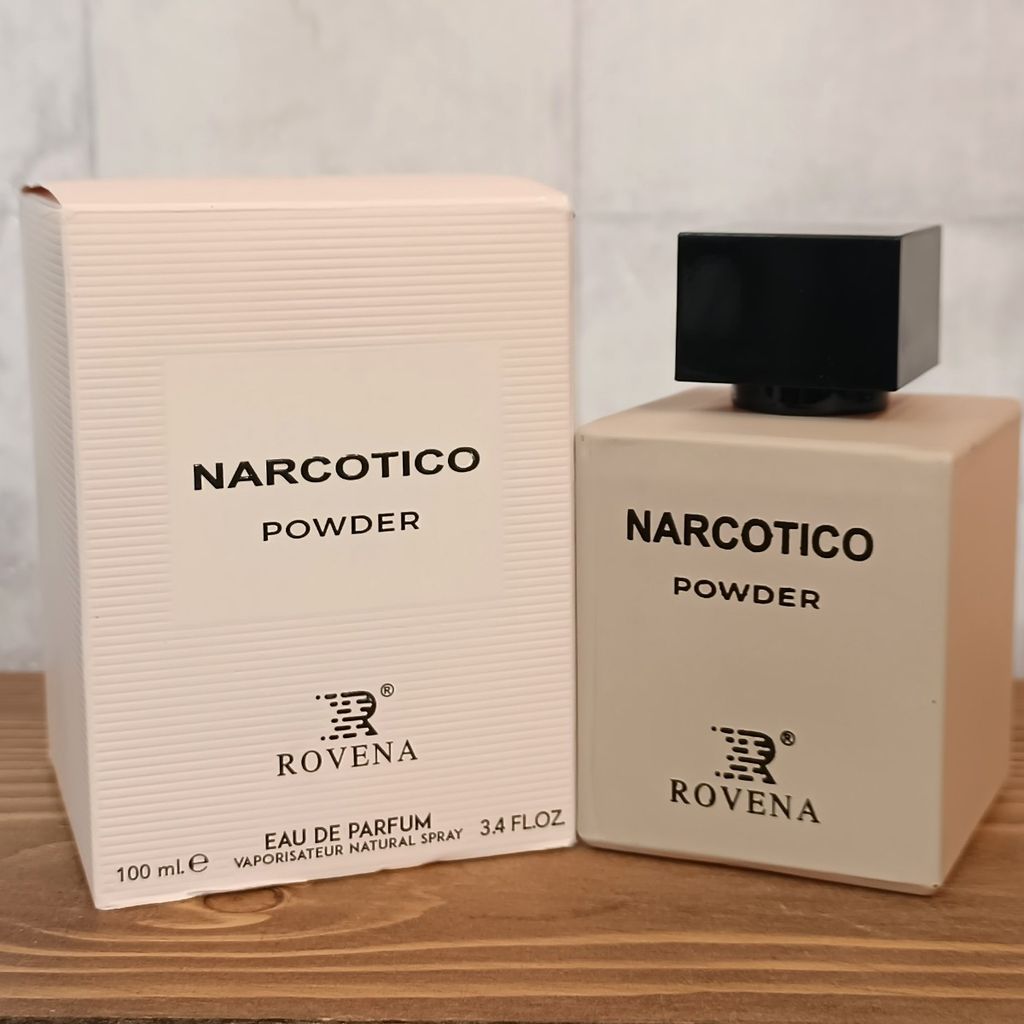 NARCOTICO
POWDER
®
ROVENA
EAU DE PARFUM
VAPORISATEUR NATURAL SPRAY
100 ml. ℮
3.4 FL.OZ.
NARCOTICO
POWDER
®
ROVENA